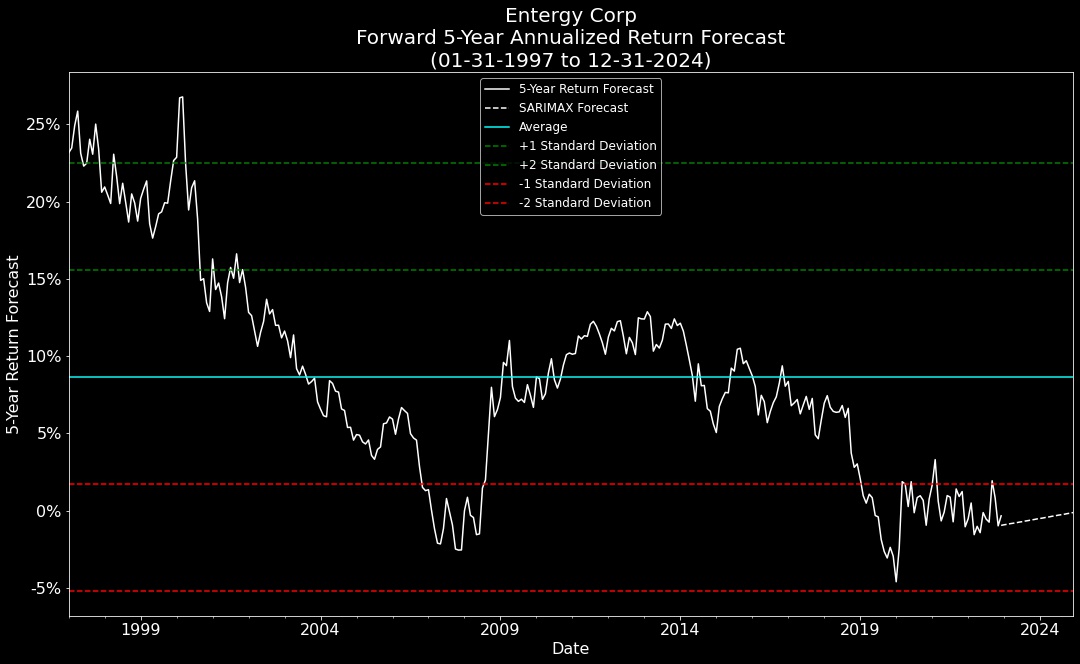 Entergy Corp
Forward 5-Year Annualized Return Forecast
(01-31-1997 to 12-31-2024)
5-Year Return Forecast
SARIMAX Forecast
Average
+1 Standard Deviation
+2 Standard Deviation
-1 Standard Deviation
-2 Standard Deviation
5-Year Return Forecast
25%
20%
15%
10%
5%
0%
-5%
1999 2004 2009 2014 2019 2024
Date